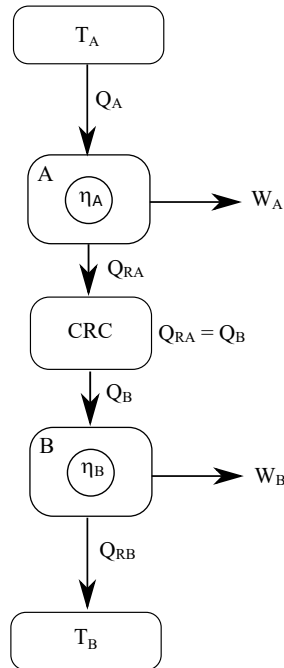 T_A
Q_A
A
η_A
W_A
Q_RA
CRC
Q_RA = Q_B
Q_B
B
η_B
W_B
Q_RB
T_B